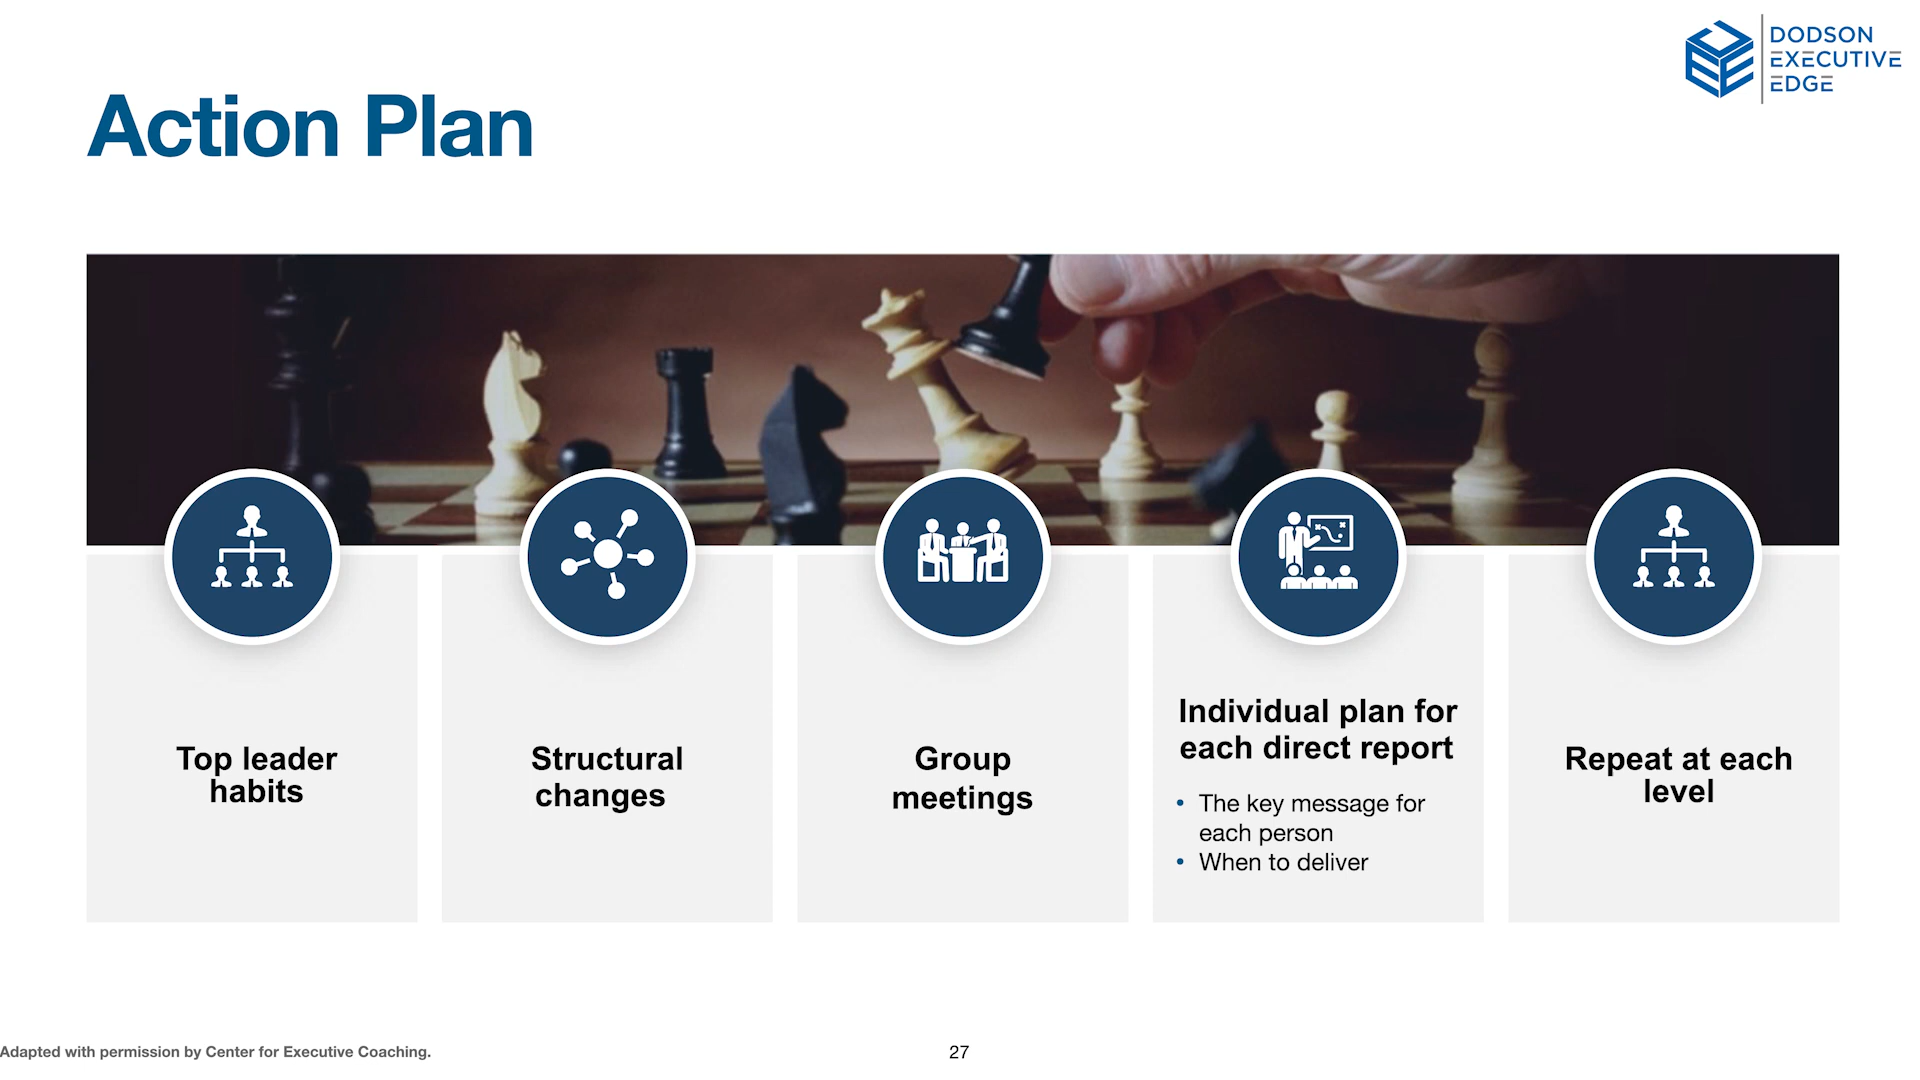 DODSON
EXECUTIVE
EDGE
Action Plan
Top leader
habits
Structural
changes
Group
meetings
Individual plan for
each direct report
• The key message for
each person
• When to deliver
Repeat at each
level
Adapted with permission by Center for Executive Coaching.
27